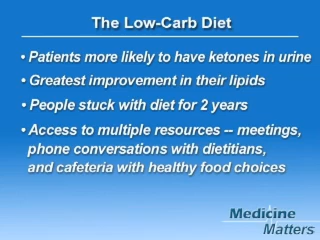 The Low-Carb Diet
• Patients more likely to have ketones in urine
• Greatest improvement in their lipids
• People stuck with diet for 2 years
• Access to multiple resources -- meetings,
phone conversations with dietitians,
and cafeteria with healthy food choices
Medicine
Matters